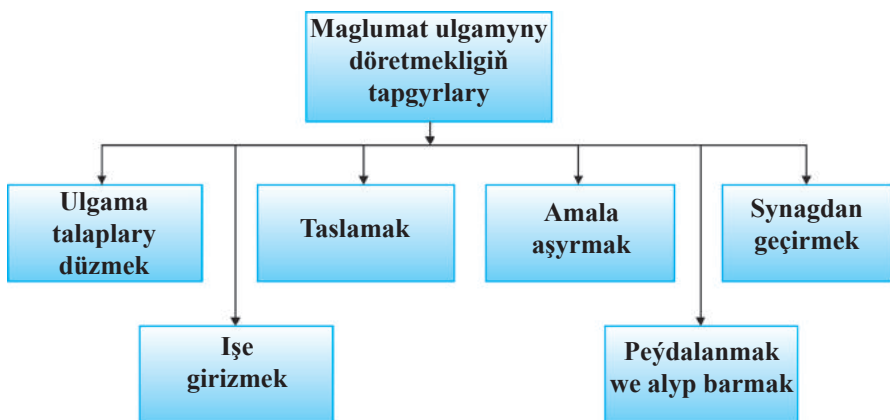 Maglumat ulgamyny
döretmekligiň
tapgyrlary
Ulgama
talaplary
düzmek
Taslamak
Amala
aşyrmak
Synagdan
geçirmek
Işe
girizmek
Peýdalanmak
we alyp barmak